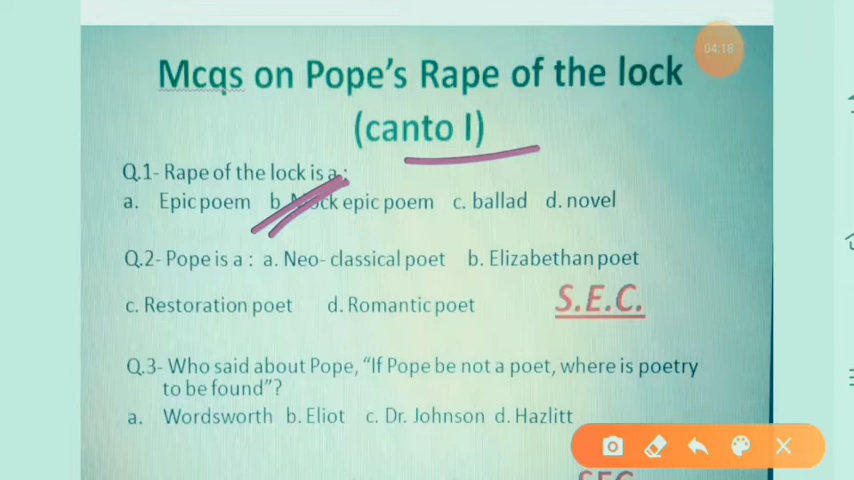 04:18
Mcqs on Pope's Rape of the lock
(canto I)
Q.1- Rape of the lock is a :
a. Epic poem b. Mock epic poem c. ballad d. novel
Q.2- Pope is a : a. Neo- classical poet b. Elizabethan poet
c. Restoration poet d. Romantic poet S.E.C.
Q.3- Who said about Pope, “If Pope be not a poet, where is poetry
to be found”?
a. Wordsworth b. Eliot c. Dr. Johnson d. Hazlitt